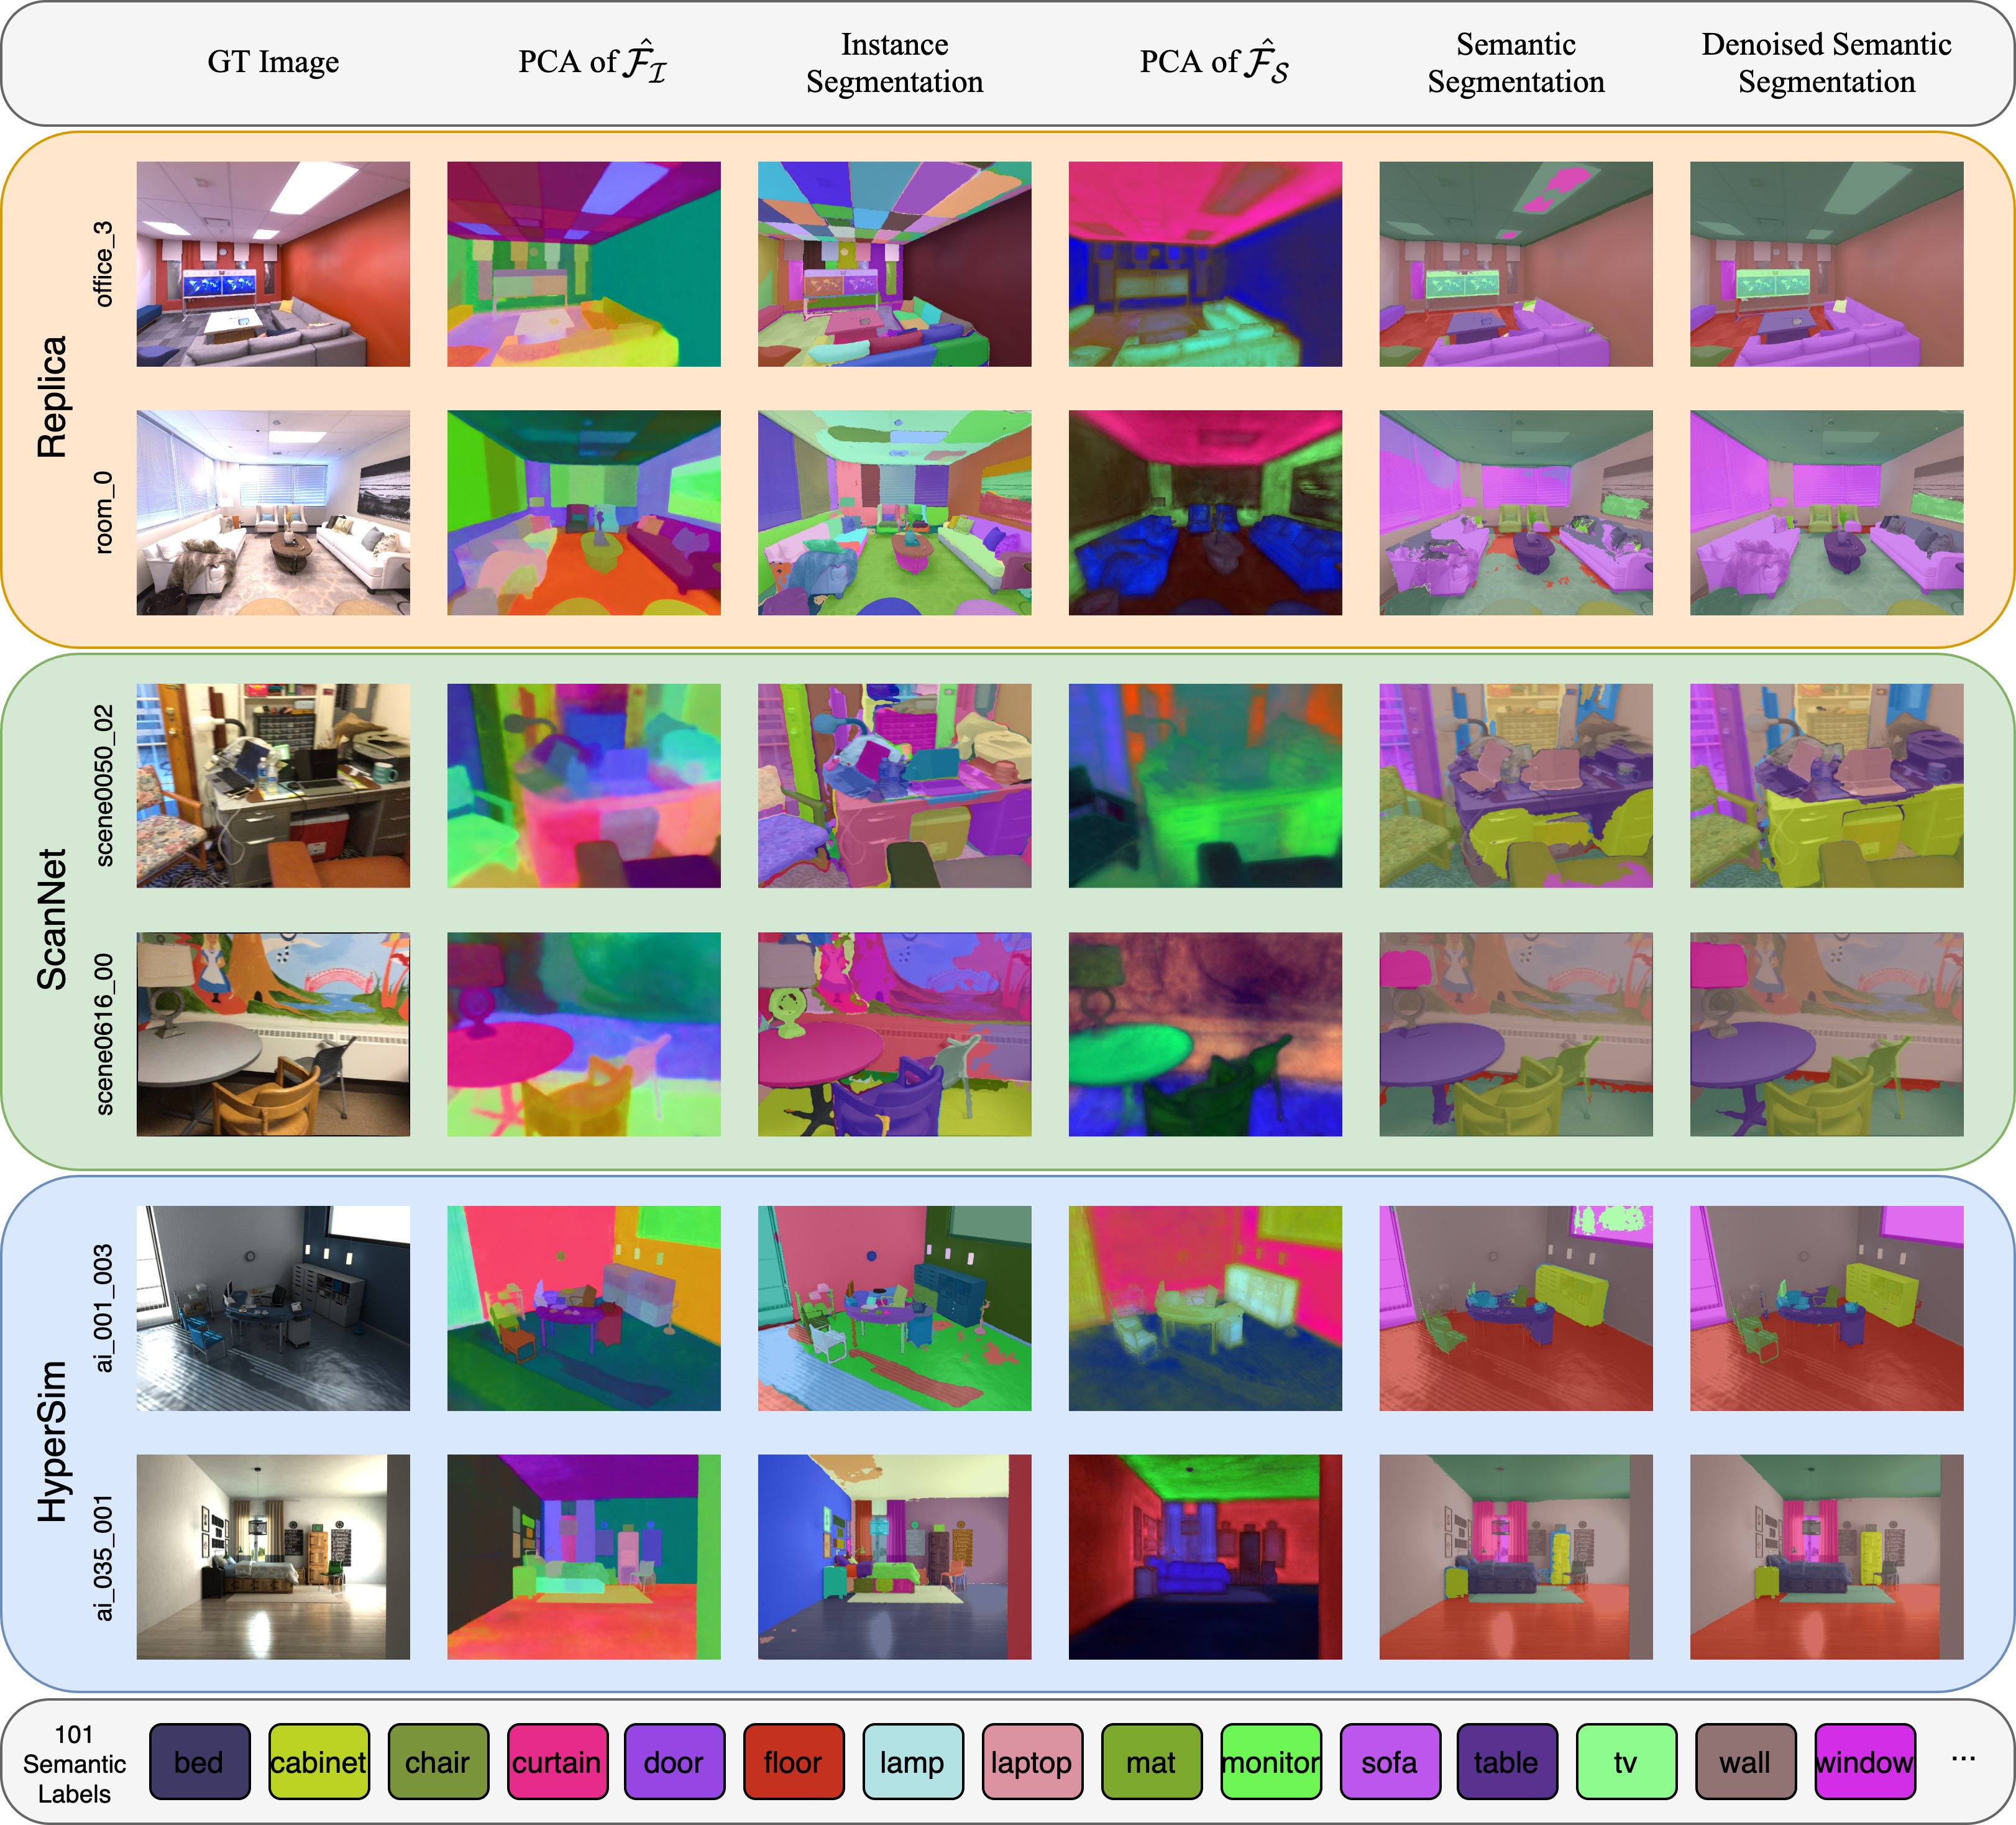 GT Image
PCA of $\hat{\mathcal{F}}_{\mathcal{I}}$
Instance
Segmentation
PCA of $\hat{\mathcal{F}}_{\mathcal{S}}$
Semantic
Segmentation
Denoised Semantic
Segmentation
Replica
office_3
room_0
ScanNet
scene0050_02
scene0616_00
HyperSim
ai_001_003
ai_035_001
101
Semantic
Labels
bed
cabinet
chair
curtain
door
floor
lamp
laptop
mat
monitor
sofa
table
tv
wall
window
...